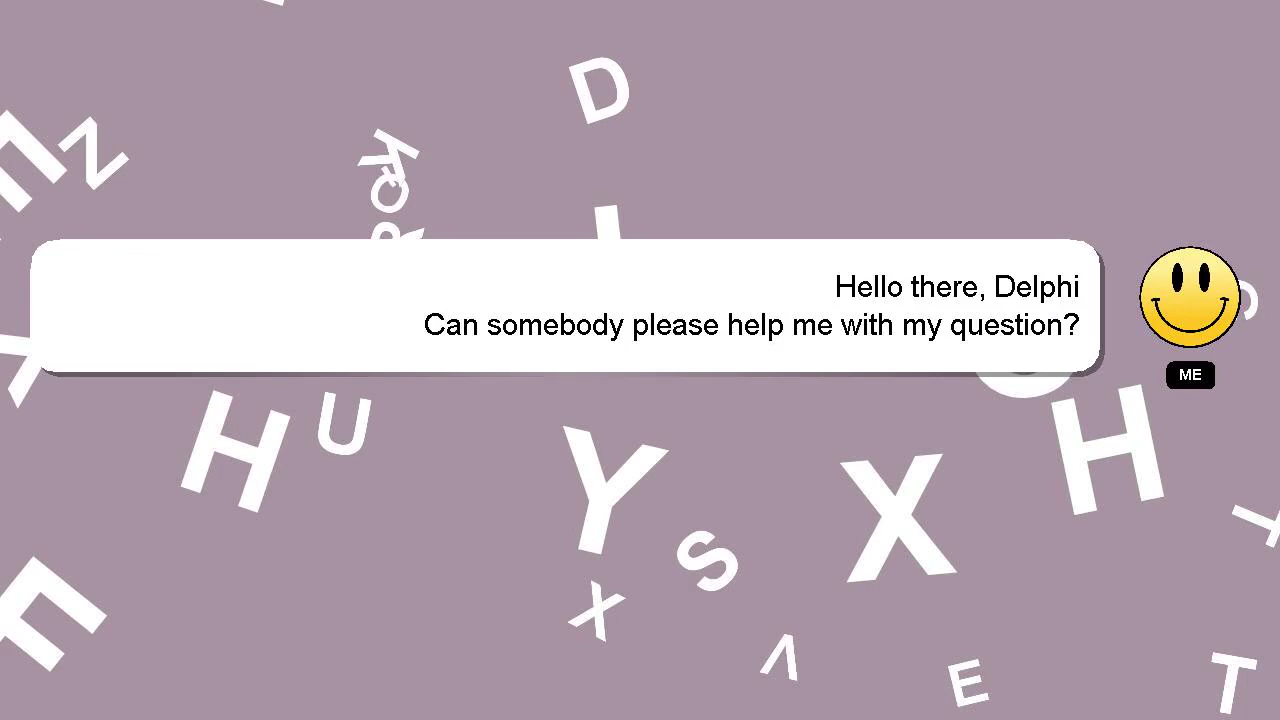 D
N
K
O
Hello there, Delphi
Can somebody please help me with my question?
ME
H
U
Y
X
H
S
X
V
E
T